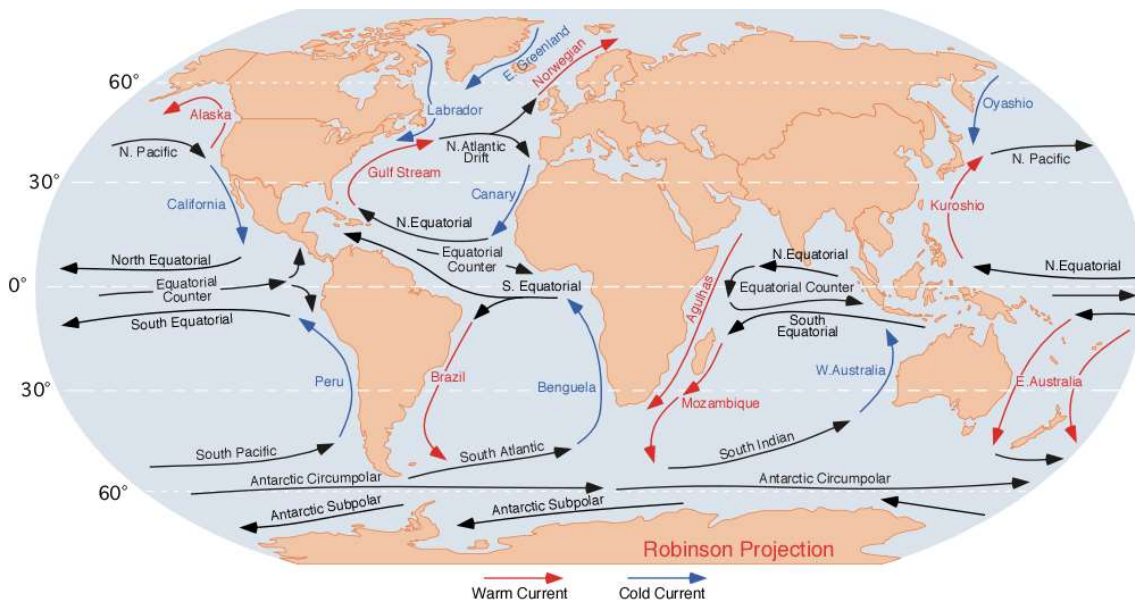 E. Greenland
Norwegian
60°
Labrador
Oyashio
Alaska
N. Pacific
N.Atlantic
Drift
N. Pacific
30°
Gulf Stream
Canary
California
Kuroshio
N.Equatorial
North Equatorial
Equatorial
Counter
N.Equatorial
N.Equatorial
0°
Equatorial
Counter
S. Equatorial
Equatorial Counter
South Equatorial
Agulhas
South
Equatorial
Peru
Brazil
Benguela
W.Australia
E.Australia
30°
Mozambique
South Pacific
South Atlantic
South Indian
Antarctic Circumpolar
Antarctic Circumpolar
60°
Antarctic Subpolar
Antarctic Subpolar
Robinson Projection
Warm Current
Cold Current